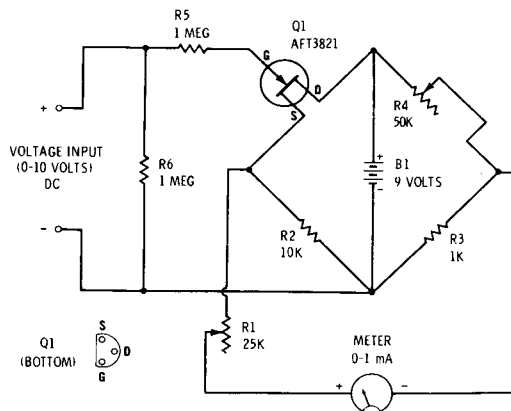 R5
1 MEG
Q1
AFT3821
G
D
S
R4
50K
+
VOLTAGE INPUT
(0-10 VOLTS)
DC
-
R6
1 MEG
+
B1
9 VOLTS
-
R2
10K
R3
1K
R1
25K
METER
0-1 mA
+
-
Q1
(BOTTOM)
S
D
G